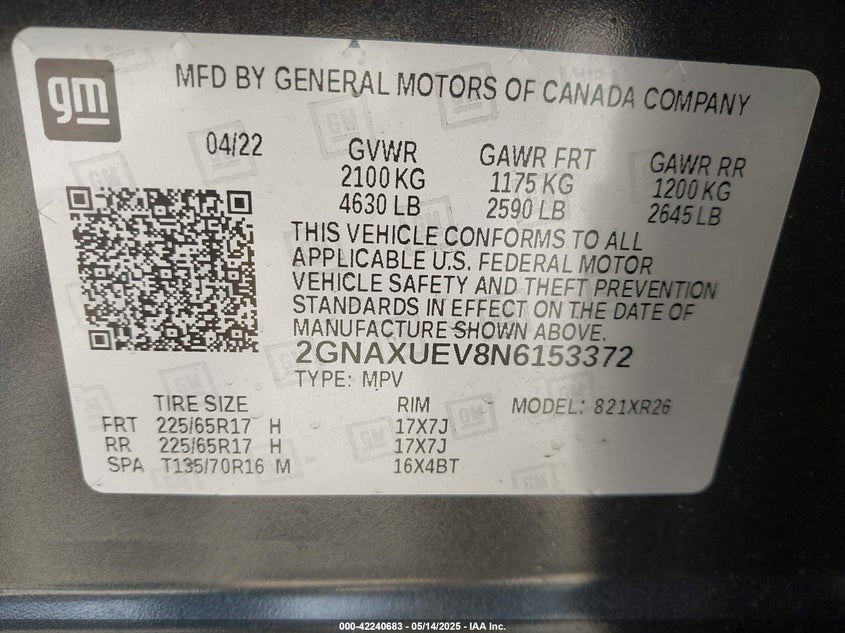 gm
MFD BY GENERAL MOTORS OF CANADA COMPANY
04/22
GVWR GAWR FRT GAWR RR
2100 KG 1175 KG 1200 KG
4630 LB 2590 LB 2645 LB
THIS VEHICLE CONFORMS TO ALL
APPLICABLE U.S. FEDERAL MOTOR
VEHICLE SAFETY AND THEFT PREVENTION
STANDARDS IN EFFECT ON THE DATE OF
MANUFACTURE SHOWN ABOVE.
2GNAXUEV8N6153372
TYPE: MPV
TIRE SIZE RIM MODEL: 821XR26
FRT 225/65R17 H 17X7J
RR 225/65R17 H 17X7J
SPA T135/70R16 M 16X4BT
000-42240683 - 05/14/2025 - IAA Inc.